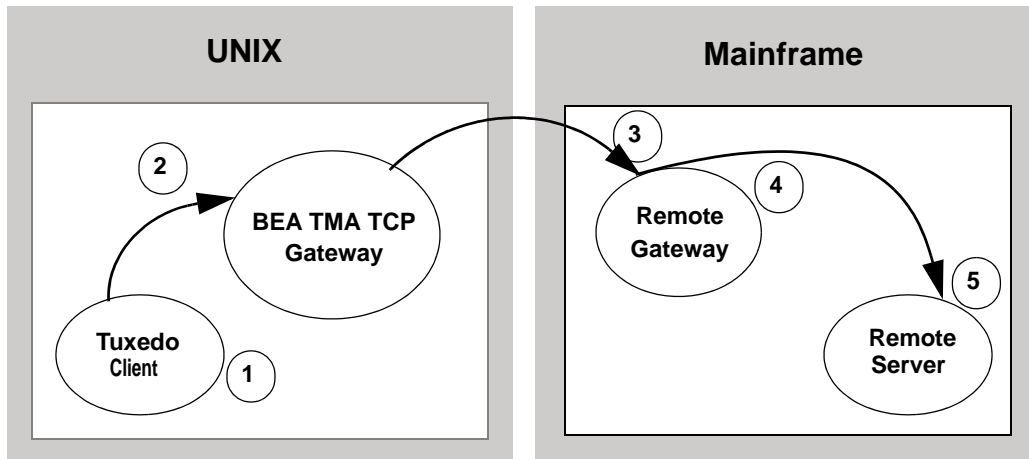 UNIX
Mainframe
2
BEA TMA TCP
Gateway
Tuxedo
Client
1
3
4
Remote
Gateway
5
Remote
Server